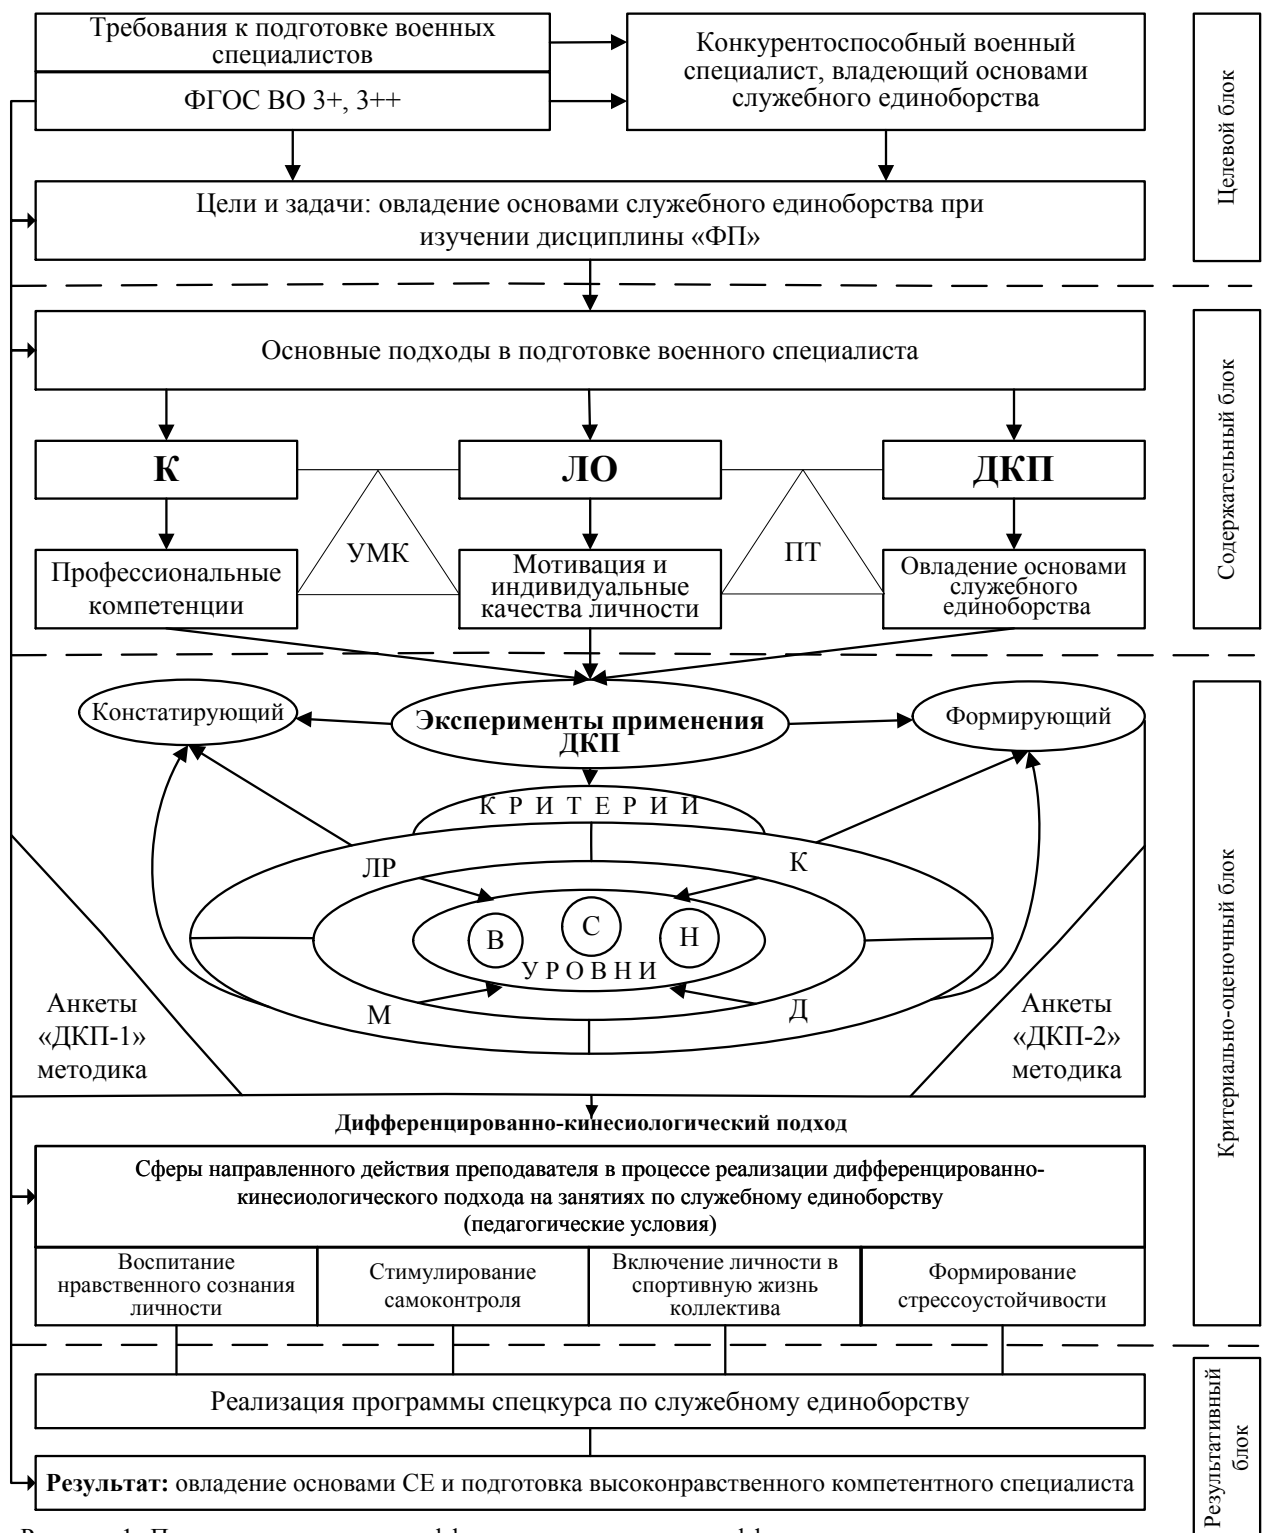 Требования к подготовке военных
специалистов
ФГОС ВО 3+, 3++
Конкурентоспособный военный
специалист, владеющий основами
служебного единоборства
Целевой блок
Цели и задачи: овладение основами служебного единоборства при
изучении дисциплины «ФП»
Основные подходы в подготовке военного специалиста
Содержательный блок
К
ЛО
ДКП
УМК
ПТ
Профессиональные
компетенции
Мотивация и
индивидуальные
качества личности
Овладение основами
служебного
единоборства
Констатирующий
Эксперименты применения
ДКП
Формирующий
К Р И Т Е Р И И
ЛР
К
В
С
Н
У Р О В Н И
М
Д
Анкеты
«ДКП-1»
методика
Анкеты
«ДКП-2»
методика
Критериально-оценочный блок
Дифференцированно-кинесиологический подход
Сферы направленного действия преподавателя в процессе реализации дифференцированно-
кинесиологического подхода на занятиях по служебному единоборству
(педагогические условия)
Воспитание
нравственного сознания
личности
Стимулирование
самоконтроля
Включение личности в
спортивную жизнь
коллектива
Формирование
стрессоустойчивости
Реализация программы спецкурса по служебному единоборству
Результат: овладение основами СЕ и подготовка высоконравственного компетентного специалиста
Результативный
блок